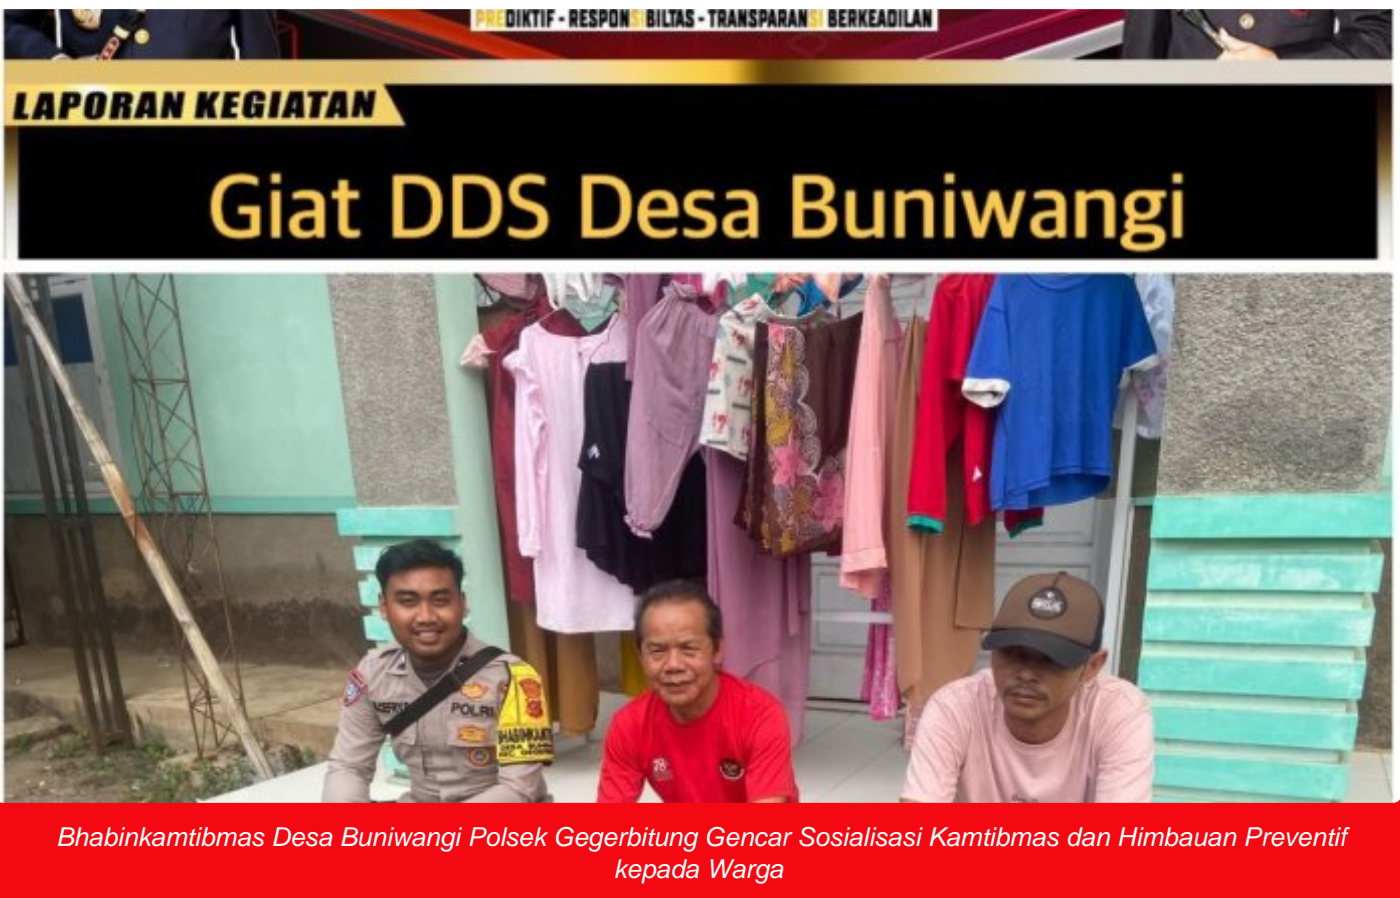 PREDIKTIF - RESPONSIBILTAS - TRANSPARANSI BERKEADILAN
LAPORAN KEGIATAN
Giat DDS Desa Buniwangi
POLRI
78
Bhabinkamtibmas Desa Buniwangi Polsek Gegerbitung Gencar Sosialisasi Kamtibmas dan Himbauan Preventif
kepada Warga